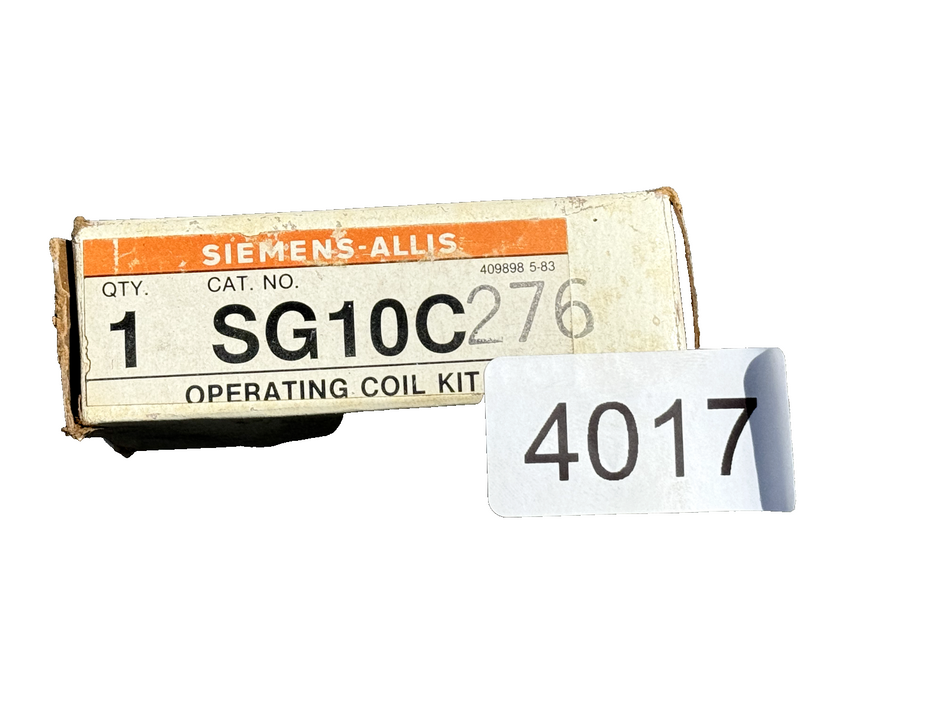 SIEMENS-ALLIS
409898 5-83
QTY. CAT. NO.
1 SG10C276
OPERATING COIL KIT
4017